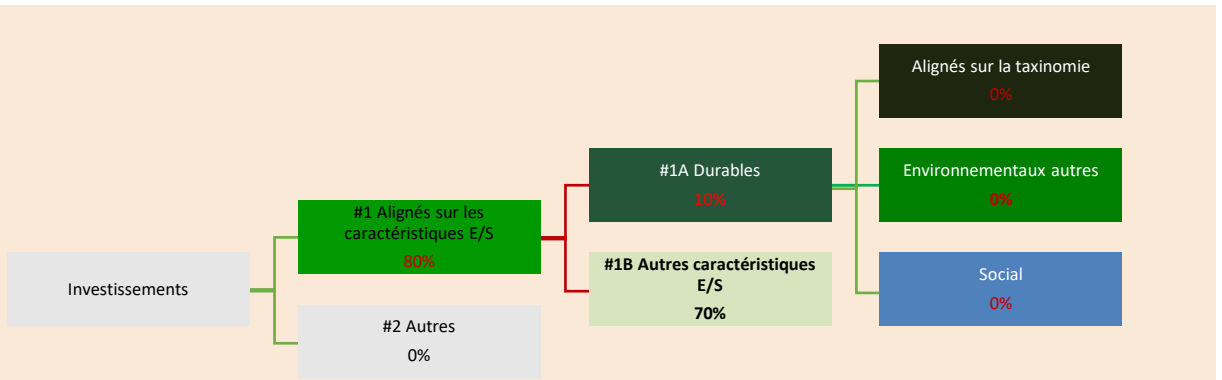 Investissements
#1 Alignés sur les
caractéristiques E/S
80%
#2 Autres
0%
#1A Durables
10%
#1B Autres caractéristiques
E/S
70%
Alignés sur la taxinomie
0%
Environnementaux autres
0%
Social
0%